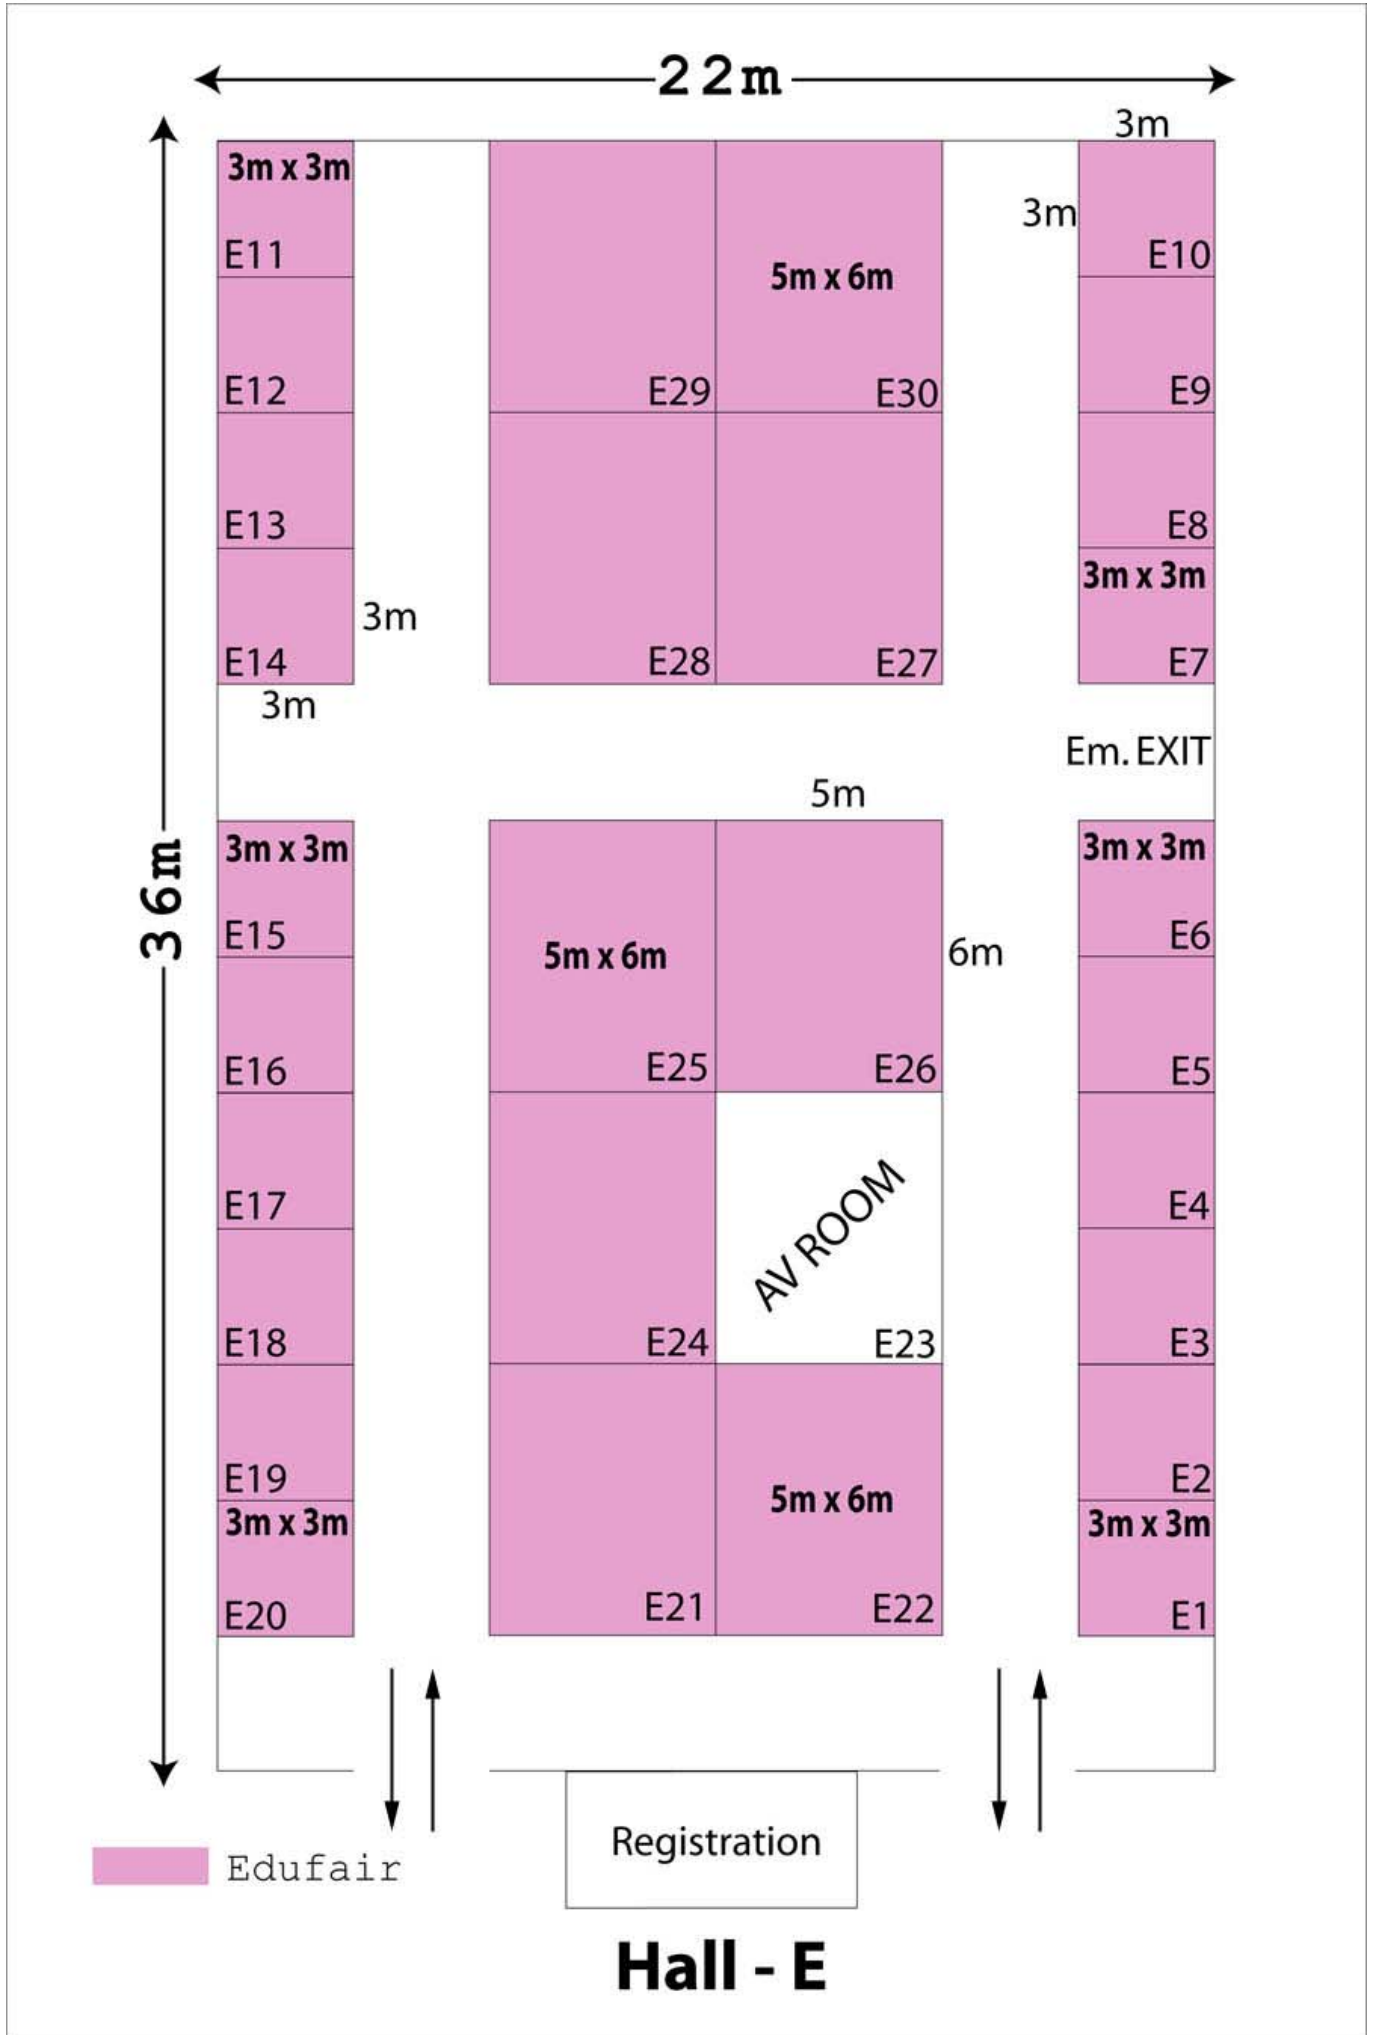 22m
3m
3m x 3m
3m
E11
E10
5m x 6m
E12
E29
E30
E9
E13
E8
3m x 3m
3m
E14
E28
E27
E7
3m
Em. EXIT
5m
36m
3m x 3m
3m x 3m
E15
5m x 6m
6m
E6
E16
E25
E26
E5
E17
E4
AV ROOM
E18
E24
E23
E3
E19
E2
5m x 6m
3m x 3m
3m x 3m
E20
E21
E22
E1
Registration
Edufair
Hall - E